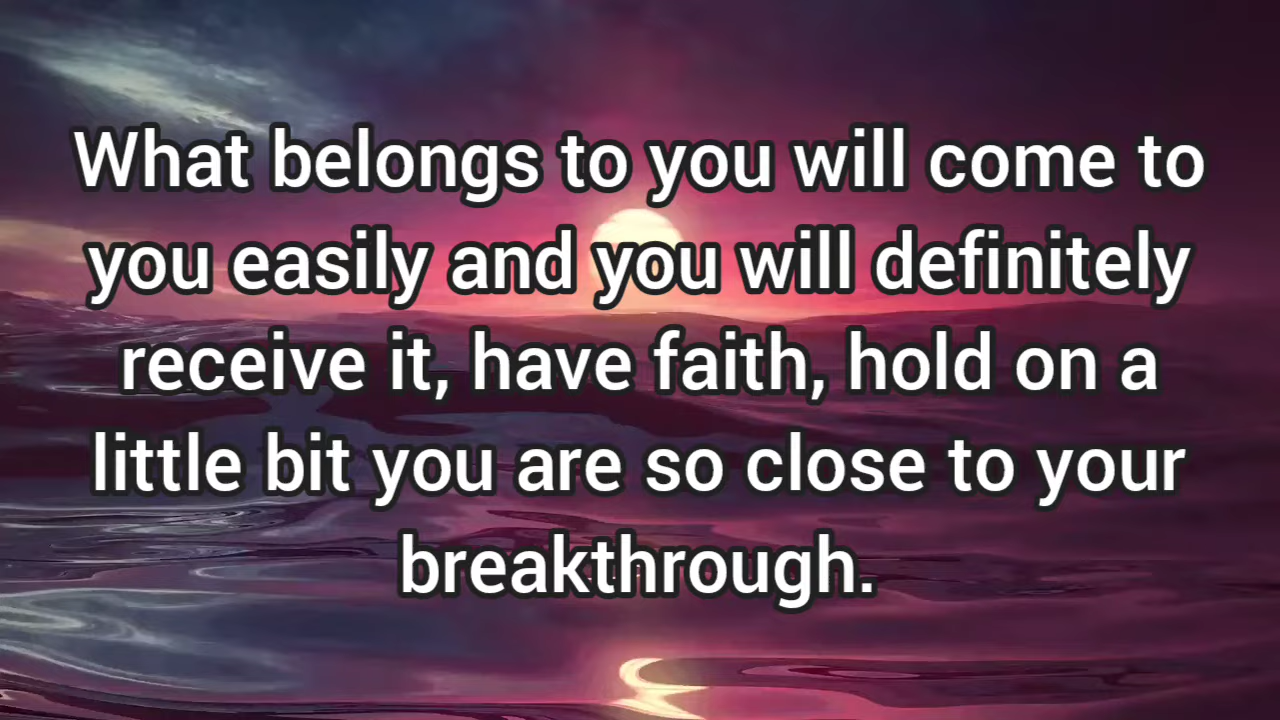 What belongs to you will come to
you easily and you will definitely
receive it, have faith, hold on a
little bit you are so close to your
breakthrough.